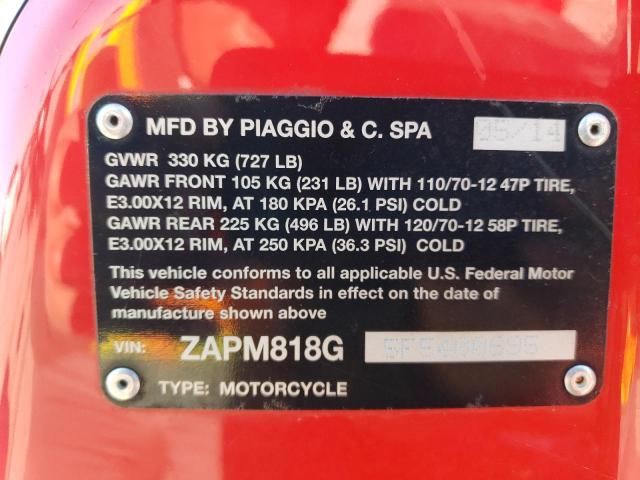 MFD BY PIAGGIO & C. SPA 05/14
GVWR 330 KG (727 LB)
GAWR FRONT 105 KG (231 LB) WITH 110/70-12 47P TIRE,
E3.00X12 RIM, AT 180 KPA (26.1 PSI) COLD
GAWR REAR 225 KG (496 LB) WITH 120/70-12 58P TIRE,
E3.00X12 RIM, AT 250 KPA (36.3 PSI) COLD
This vehicle conforms to all applicable U.S. Federal Motor
Vehicle Safety Standards in effect on the date of
manufacture shown above
VIN: ZAPM818G
TYPE: MOTORCYCLE